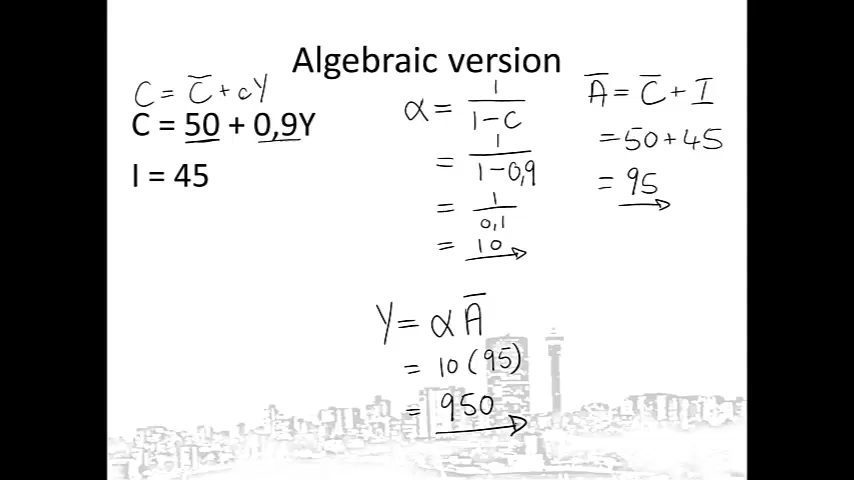 Algebraic version
C = C̅ + cY
C = 50 + 0,9Y
I = 45
α = 1/(1-c)
= 1/(1-0,9)
= 1/0,1
= 10
A̅ = C̅ + I̅
= 50 + 45
= 95
Y = αA̅
= 10(95)
= 950